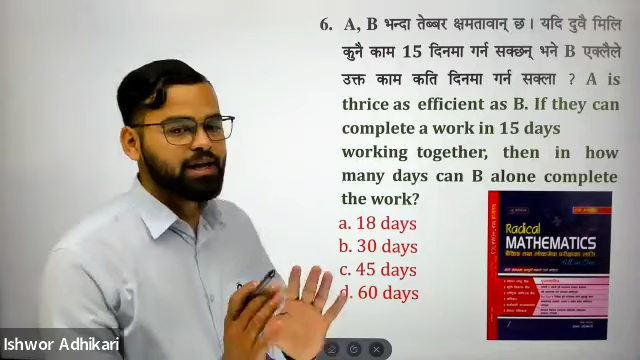 6. A, B भन्दा तेब्बर क्षमतावान् छ । यदि दुवै मिलि
कुनै काम 15 दिनमा गर्न सक्छन् भने B एक्लैले
उक्त काम कति दिनमा गर्न सक्ला ? A is
thrice as efficient as B. If they can
complete a work in 15 days
working together, then in how
many days can B alone complete
the work?
a. 18 days
b. 30 days
c. 45 days
d. 60 days
Radical
MATHEMATICS
Ishwor Adhikari